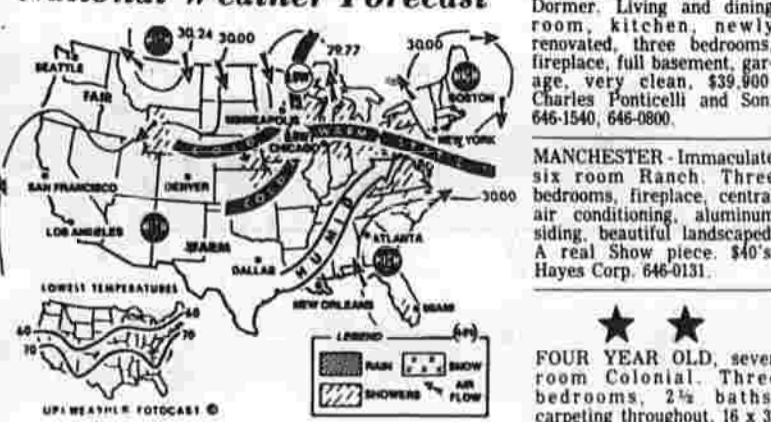 National Weather Forecast
30.24
30.00
29.77
30.00
SEATTLE
FAIR
LOW
BOSTON
MINNEAPOLIS
LOW
WARM
NEW YORK
CHICAGO
COLD
SAN FRANCISCO
DENVER
30.00
LOS ANGELES
WARM
HUMID
ATLANTA
DALLAS
NEW ORLEANS
MIAMI
LOWEST TEMPERATURES
60
60
70
70
LEGEND
RAIN
SNOW
SHOWERS
AIR
FLOW
UPI WEATHER FOTOCAST ©
Dormer. Living and dining
room, kitchen, newly
renovated, three bedrooms,
fireplace, full basement, gar-
age, very clean, $39,900.
Charles Ponticelli and Son
646-1540, 646-0800.
MANCHESTER - Immaculate
six room Ranch. Three
bedrooms, fireplace, centra
air conditioning, aluminum
siding, beautiful landscaped.
A real Show piece. $40's
Hayes Corp. 646-0131.
FOUR YEAR OLD, seven
room Colonial. Three
bedrooms, 2½ baths,
carpeting throughout, 16 x 3